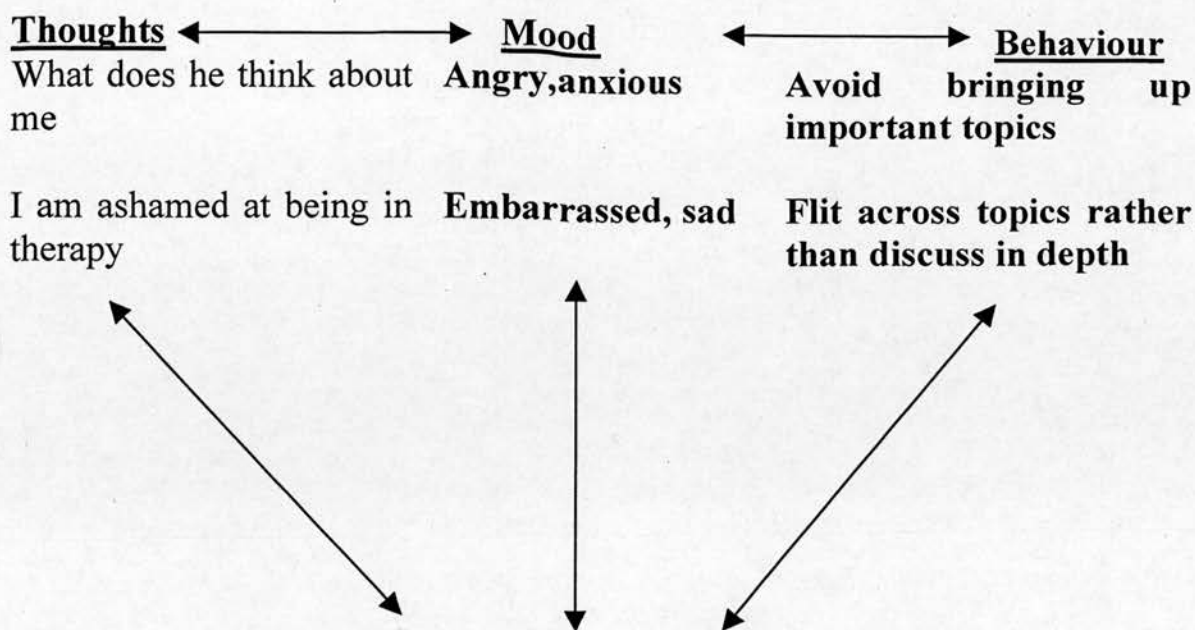 Thoughts
Mood
Behaviour
What does he think about
me
Angry,anxious
Avoid bringing up
important topics
I am ashamed at being in
therapy
Embarrassed, sad
Flit across topics rather
than discuss in depth